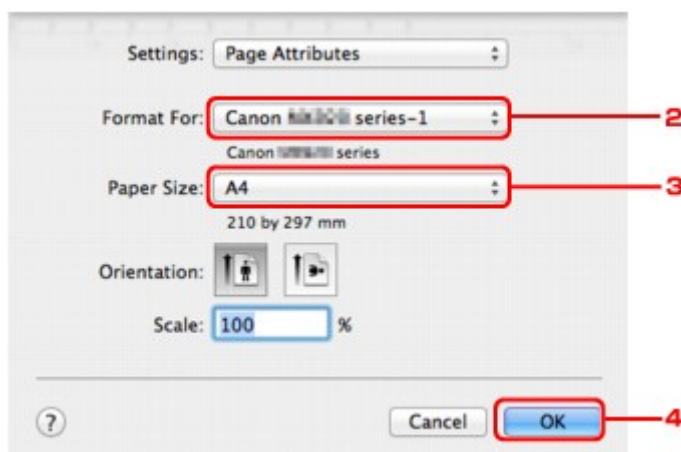 Settings: Page Attributes
Format For: Canon series-1 2
Canon series
Paper Size: A4 3
210 by 297 mm
Orientation:
Scale: 100 %
? Cancel OK 4